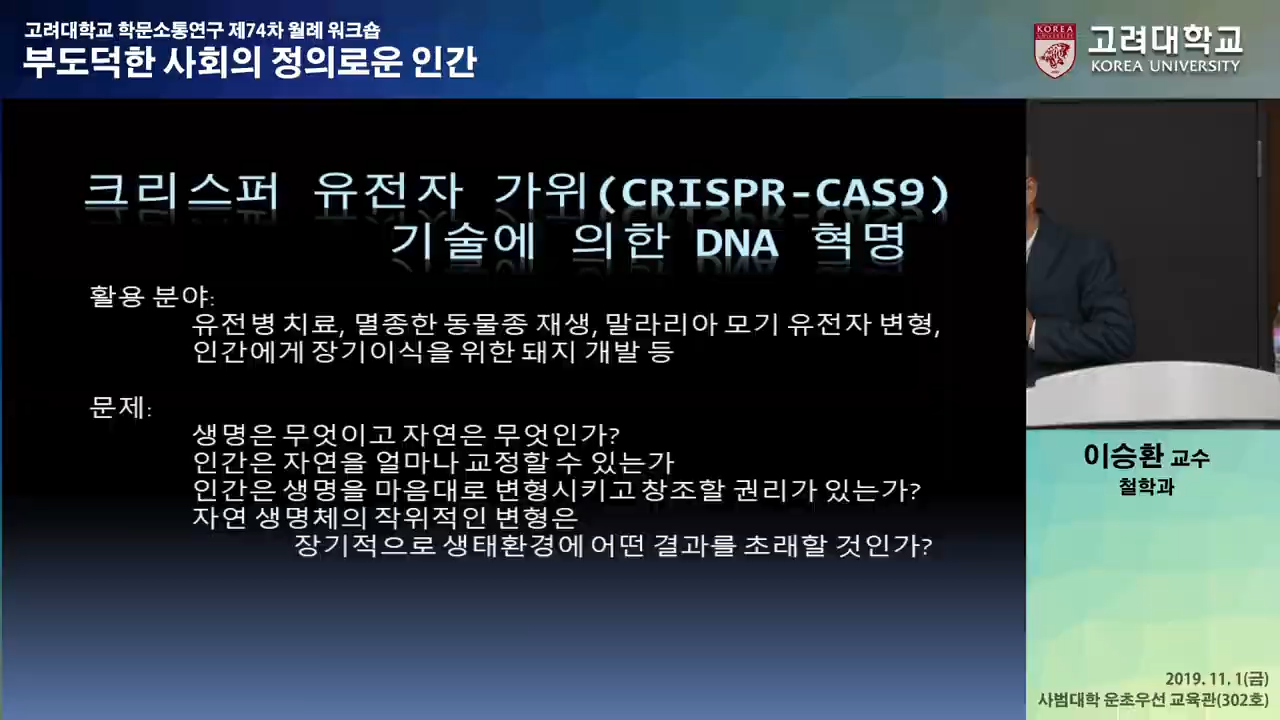 고려대학교 학문소통연구 제74차 월례 워크숍
부도덕한 사회의 정의로운 인간
KOREA
UNIVERSITY
고려대학교
KOREA UNIVERSITY
크리스퍼 유전자 가위(CRISPR-CAS9)
기술에 의한 DNA 혁명
활용 분야:
유전병 치료, 멸종한 동물종 재생, 말라리아 모기 유전자 변형,
인간에게 장기이식을 위한 돼지 개발 등
문제:
생명은 무엇이고 자연은 무엇인가?
인간은 자연을 얼마나 교정할 수 있는가
인간은 생명을 마음대로 변형시키고 창조할 권리가 있는가?
자연 생명체의 작위적인 변형은
장기적으로 생태환경에 어떤 결과를 초래할 것인가?
이승환 교수
철학과
2019. 11. 1(금)
사범대학 운초우선 교육관(302호)